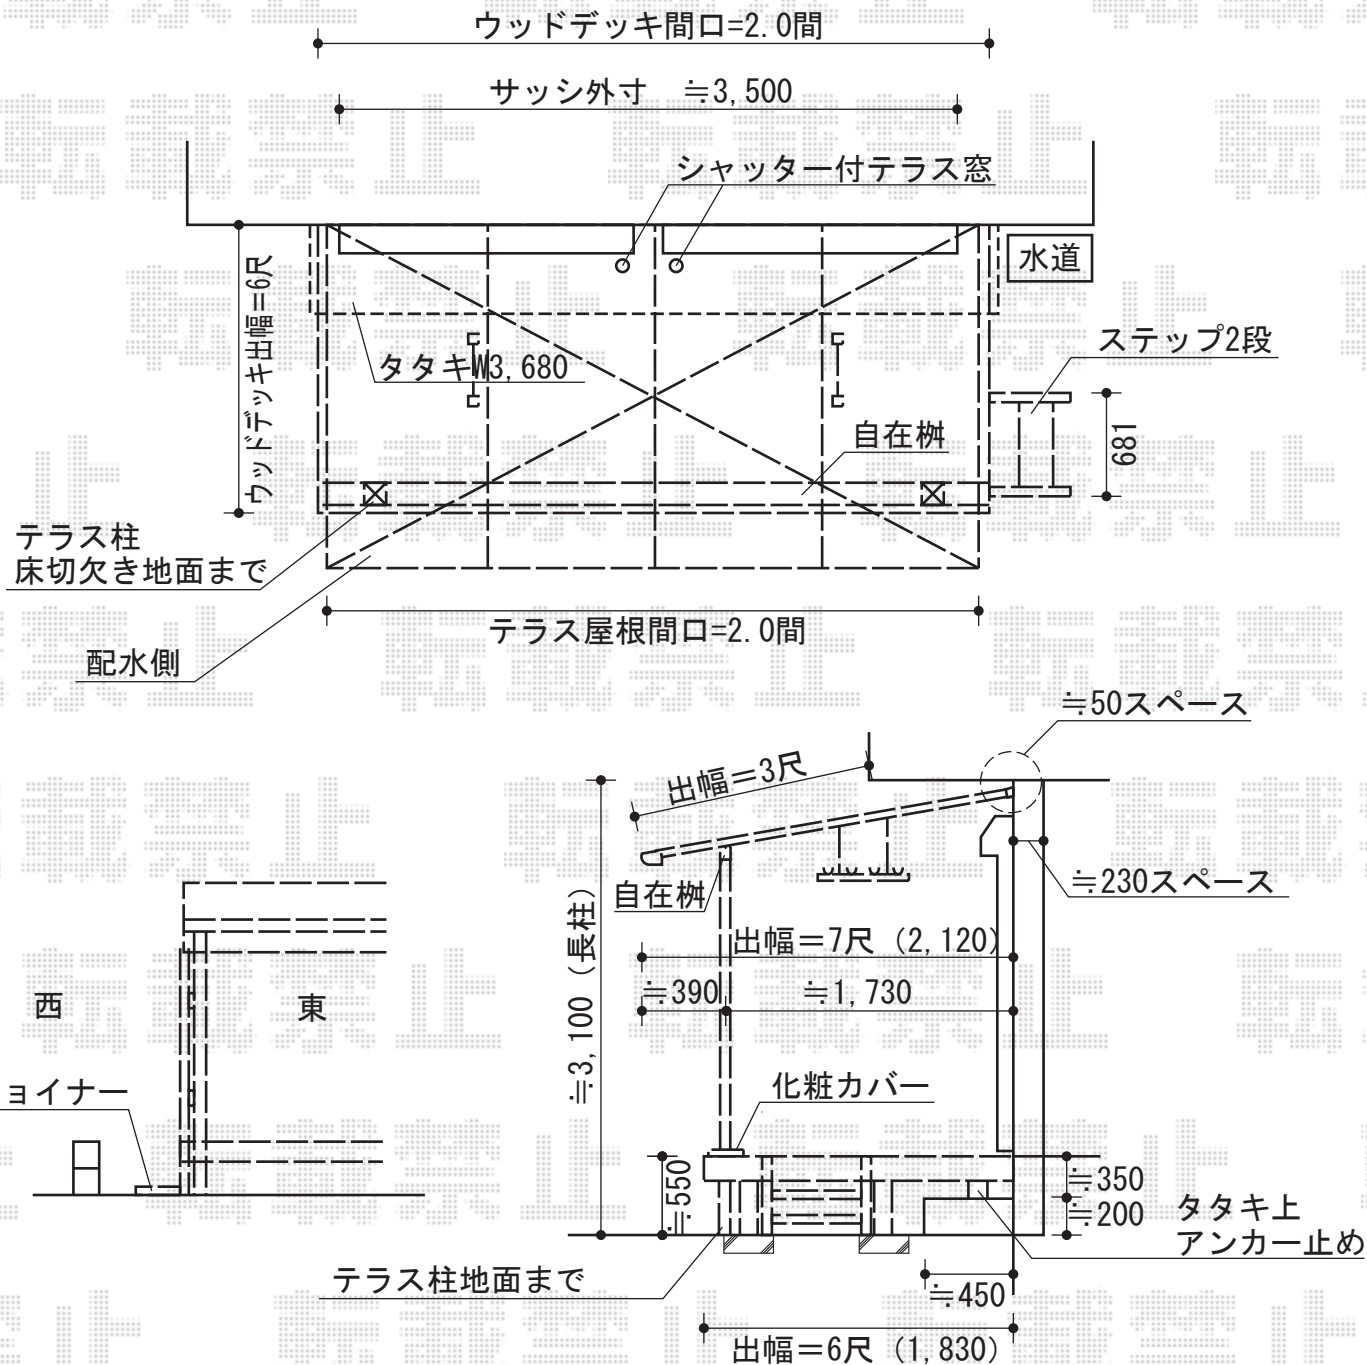 ウッドデッキ間口=2.0間
サッシ外寸 ≒3,500
シャッター付テラス窓
水道
ウッドデッキ出幅=6尺
タタキW3,680
ステップ2段
自在桝
681
テラス柱
床切欠き地面まで
テラス屋根間口=2.0間
配水側
≒50スペース
出幅=3尺
≒230スペース
自在桝
≒3,100(長柱)
出幅=7尺(2,120)
≒390
≒1,730
西
東
ョイナー
化粧カバー
≒550
≒350
≒200
タタキ上
アンカー止め
テラス柱地面まで
≒450
出幅=6尺(1,830)
転載禁止